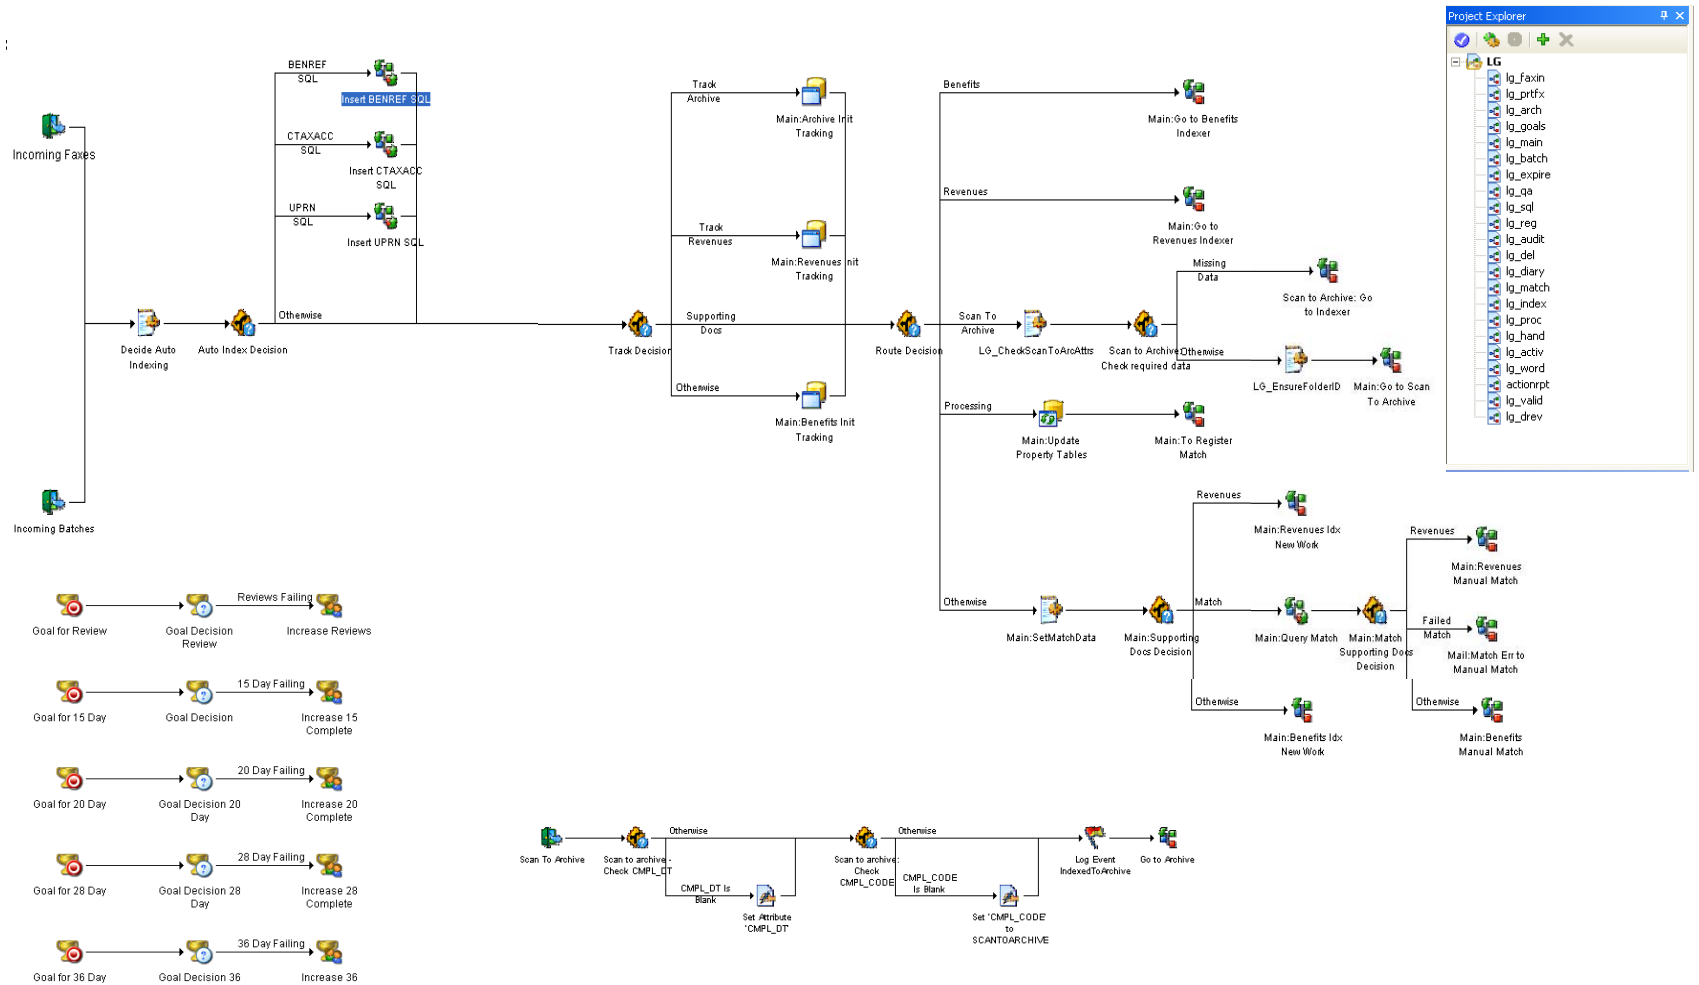 :
BENREF
SQL
Insert BENREF SQL
CTAXACC
SQL
Insert CTAXACC
SQL
UPRN
SQL
Insert UPRN SQL
Otherwise
Incoming Faxes
Incoming Batches
Decide Auto
Indexing
Auto Index Decision
Track Decision
Track
Archive
Main:Archive Init
Tracking
Track
Revenues
Main:Revenues Init
Tracking
Supporting
Docs
Otherwise
Main:Benefits Init
Tracking
Route Decision
Benefits
Main:Go to Benefits
Indexer
Revenues
Main:Go to
Revenues Indexer
Scan To
Archive
LG_CheckScanToArcAttrs
Scan to Archive:
Check required data
Missing
Data
Scan to Archive: Go
to Indexer
Otherwise
LG_EnsureFolderID
Main:Go to Scan
To Archive
Processing
Main:Update
Property Tables
Main:To Register
Match
Otherwise
Main:SetMatchData
Main:Supporting
Docs Decision
Revenues
Main:Revenues Idx
New Work
Match
Main:Query Match
Main:Match
Supporting Docs
Decision
Otherwise
Main:Benefits Idx
New Work
Revenues
Main:Revenues
Manual Match
Failed
Match
Mail:Match Err to
Manual Match
Otherwise
Main:Benefits
Manual Match
Goal for Review
Goal Decision
Review
Reviews Failing
Increase Reviews
Goal for 15 Day
Goal Decision
15 Day Failing
Increase 15
Complete
Goal for 20 Day
Goal Decision 20
Day
20 Day Failing
Increase 20
Complete
Goal for 28 Day
Goal Decision 28
Day
28 Day Failing
Increase 28
Complete
Goal for 36 Day
Goal Decision 36
36 Day Failing
Increase 36
Scan To Archive
Scan to archive -
Check CMPL_DT
Otherwise
CMPL_DT Is
Blank
Set Attribute
'CMPL_DT'
Scan to archive:
Check
CMPL_CODE
Otherwise
CMPL_CODE
Is Blank
Set 'CMPL_CODE'
to
SCANTOARCHIVE
Log Event
IndexedToArchive
Go to Archive
Project Explorer
LG
lg_faxin
lg_prtfx
lg_arch
lg_goals
lg_main
lg_batch
lg_expire
lg_qa
lg_sql
lg_reg
lg_audit
lg_del
lg_diary
lg_match
lg_index
lg_proc
lg_hand
lg_activ
lg_word
actionrpt
lg_valid
lg_drev